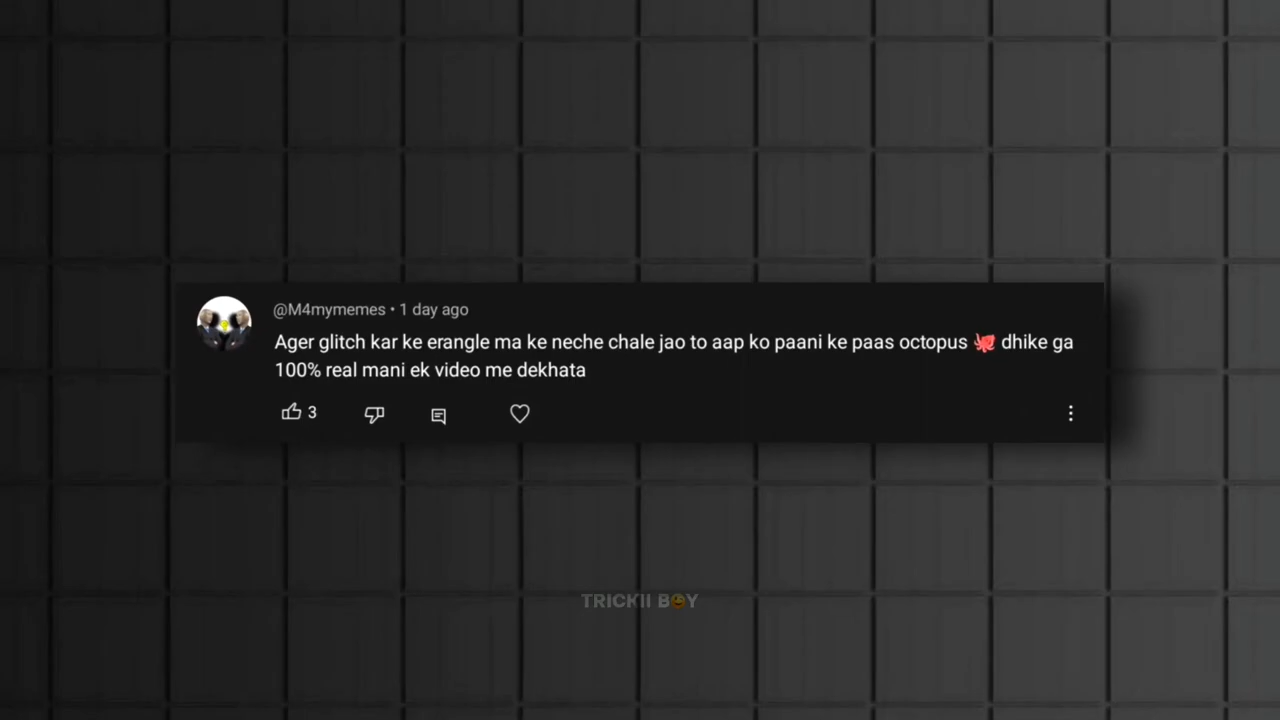 @M4mymemes • 1 day ago
Ager glitch kar ke erangle ma ke neche chale jao to aap ko paani ke paas octopus 🐙 dhike ga
100% real mani ek video me dekhata
3
TRICKII B😄Y